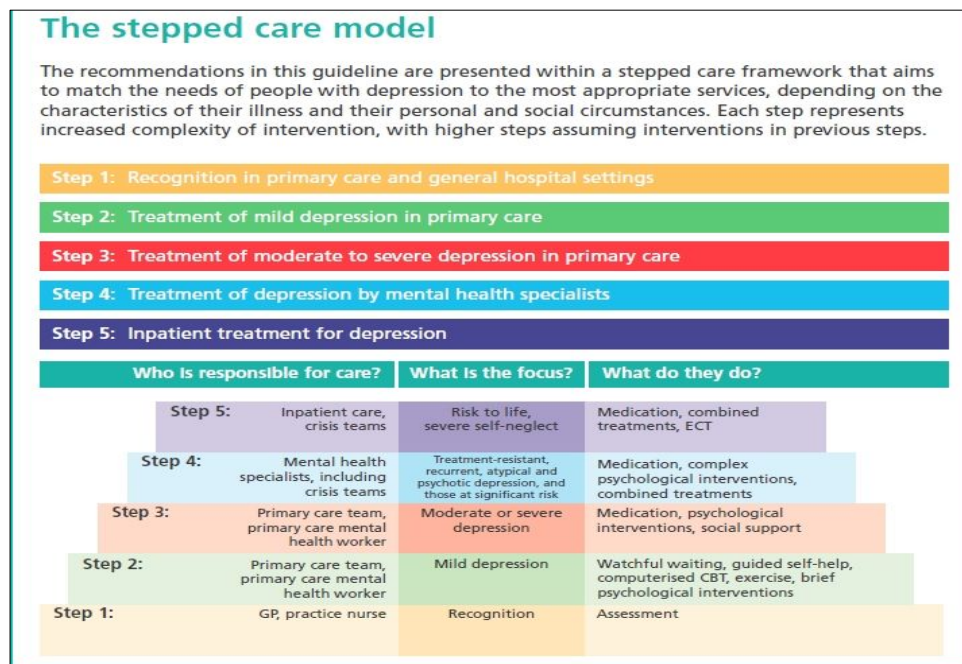 The stepped care model
The recommendations in this guideline are presented within a stepped care framework that aims
to match the needs of people with depression to the most appropriate services, depending on the
characteristics of their illness and their personal and social circumstances. Each step represents
increased complexity of intervention, with higher steps assuming interventions in previous steps.
Step 1: Recognition in primary care and general hospital settings
Step 2: Treatment of mild depression in primary care
Step 3: Treatment of moderate to severe depression in primary care
Step 4: Treatment of depression by mental health specialists
Step 5: Inpatient treatment for depression
Who is responsible for care? What is the focus? What do they do?
Step 5: Inpatient care, Risk to life, Medication, combined
crisis teams severe self-neglect treatments, ECT
Step 4: Mental health Treatment-resistant, Medication, complex
specialists, including recurrent, atypical and psychological interventions,
crisis teams psychotic depression, and combined treatments
those at significant risk
Step 3: Primary care team, Moderate or severe Medication, psychological
primary care mental depression interventions, social support
health worker
Step 2: Primary care team, Mild depression Watchful waiting, guided self-help,
primary care mental computerised CBT, exercise, brief
health worker psychological interventions
Step 1: GP, practice nurse Recognition Assessment